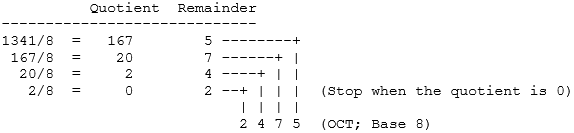 Quotient Remainder
-----------------------------
1341/8 = 167 5 --------+
167/8 = 20 7 ------+ |
20/8 = 2 4 ----+ | |
2/8 = 0 2 --+ | | | (Stop when the quotient is 0)
| | | |
2 4 7 5 (OCT; Base 8)